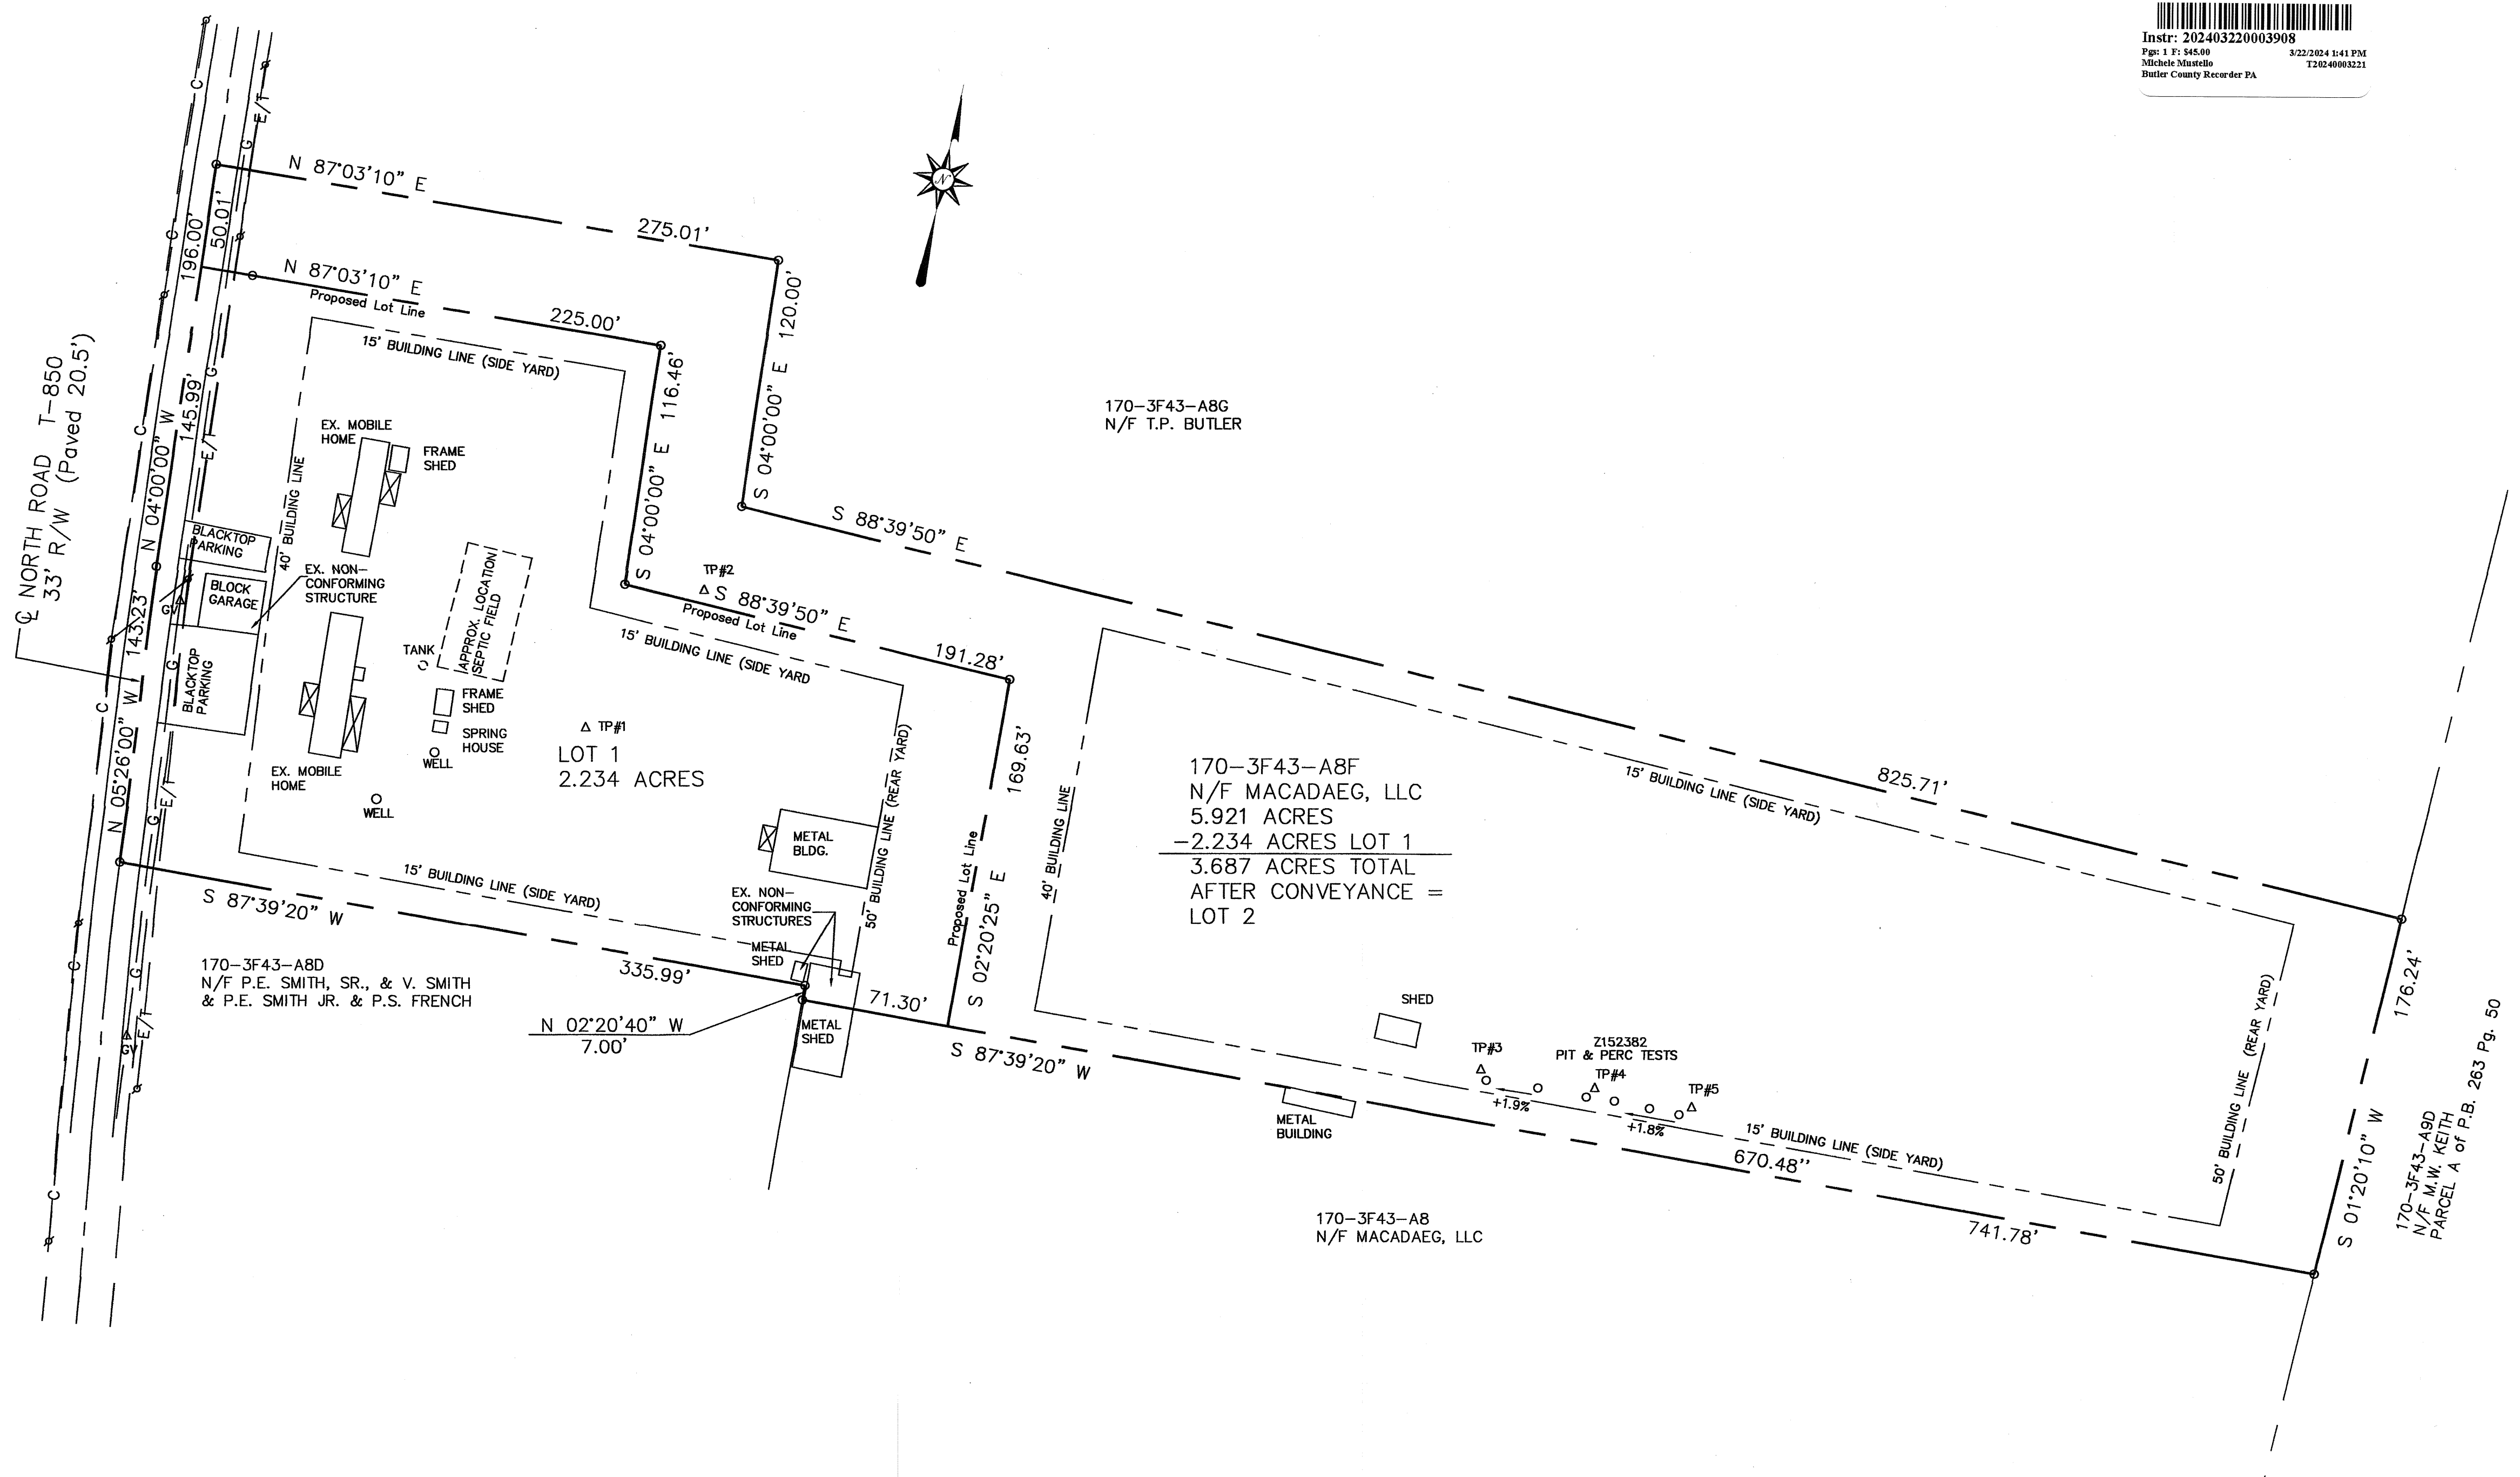 Instr: 202403220003908
Pgs: 1 F: $45.00 3/22/2024 1:41 PM
Michele Mustello T20240003221
Butler County Recorder PA
C
E/T
G
N 87°03'10" E
275.01'
N
196.00'
50.01'
C
N 87°03'10" E
Proposed Lot Line
225.00'
120.00'
S 04°00'00" E
15' BUILDING LINE (SIDE YARD)
116.46'
S 04°00'00" E
℄ NORTH ROAD T-850
33' R/W (Paved 20.5')
G
145.99'
N 04°00'00" W
C
E/T
170-3F43-A8G
N/F T.P. BUTLER
EX. MOBILE
HOME
FRAME
SHED
40' BUILDING LINE
BLACKTOP
PARKING
EX. NON-
CONFORMING
STRUCTURE
BLOCK
GARAGE
GV
143.23'
APPROX. LOCATION
SEPTIC FIELD
TP#2
S 88°39'50" E
S 88°39'50" E
Proposed Lot Line
15' BUILDING LINE (SIDE YARD
191.28'
TANK
G
BLACKTOP
PARKING
FRAME
SHED
C
N 05°26'00" W
SPRING
HOUSE
WELL
TP#1
LOT 1
2.234 ACRES
EX. MOBILE
HOME
WELL
E/T
G
169.63'
Proposed Lot Line
S 02°20'25" E
50' BUILDING LINE (REAR YARD)
40' BUILDING LINE
170-3F43-A8F
N/F MACADAEG, LLC
5.921 ACRES
-2.234 ACRES LOT 1
3.687 ACRES TOTAL
AFTER CONVEYANCE =
LOT 2
15' BUILDING LINE (SIDE YARD)
825.71'
METAL
BLDG.
15' BUILDING LINE (SIDE YARD)
S 87°39'20" W
EX. NON-
CONFORMING
STRUCTURES
METAL
SHED
335.99'
71.30'
170-3F43-A8D
N/F P.E. SMITH, SR., & V. SMITH
& P.E. SMITH JR. & P.S. FRENCH
C
G
E/T
GV
N 02°20'40" W
7.00'
METAL
SHED
S 87°39'20" W
SHED
TP#3
Z152382
PIT & PERC TESTS
TP#4
TP#5
+1.9%
+1.8%
METAL
BUILDING
15' BUILDING LINE (SIDE YARD)
670.48''
741.78'
50' BUILDING LINE (REAR YARD)
176.24'
S 01°20'10" W
170-3F43-A9D
N/F M.W. KEITH
PARCEL A of P.B. 263 Pg. 50
170-3F43-A8
N/F MACADAEG, LLC
C